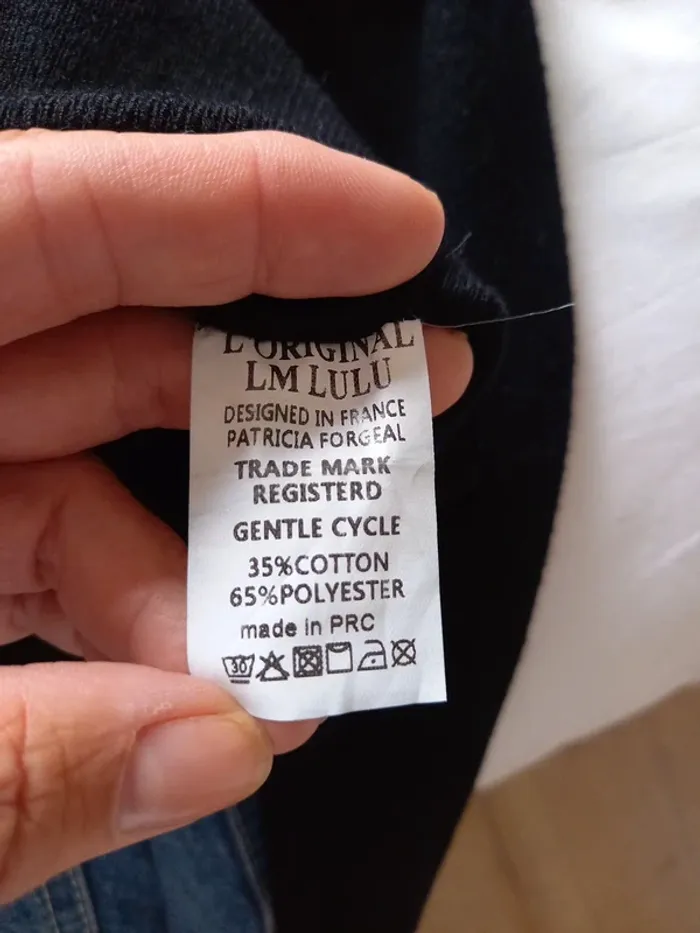 L'ORIGINAL
LM LULU
DESIGNED IN FRANCE
PATRICIA FORGEAL
TRADE MARK
REGISTERD
GENTLE CYCLE
35%COTTON
65%POLYESTER
made in PRC
30